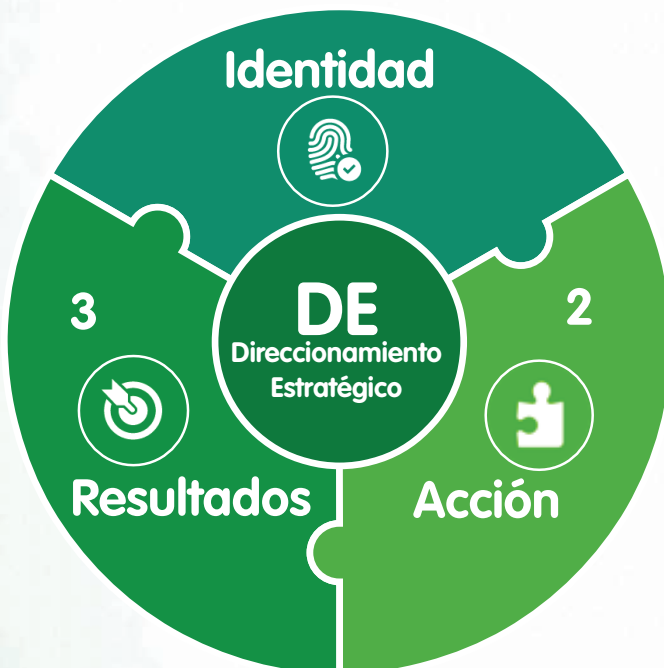 Identidad
DE
Direccionamiento
Estratégico
2
Acción
3
Resultados